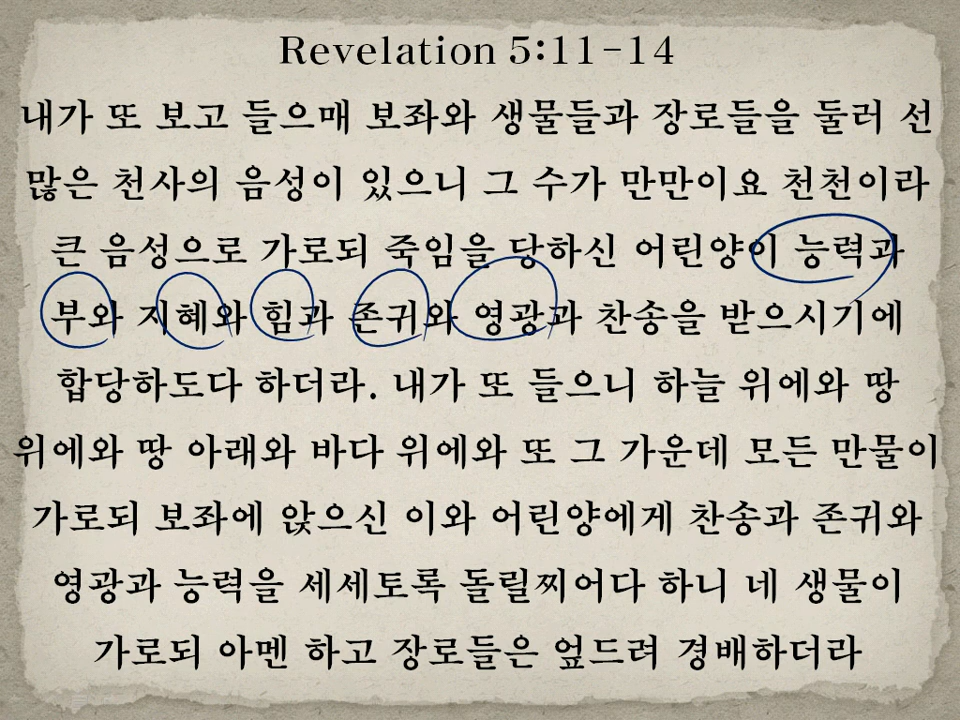 Revelation 5:11-14
내가 또 보고 들으매 보좌와 생물들과 장로들을 둘러 선
많은 천사의 음성이 있으니 그 수가 만만이요 천천이라
큰 음성으로 가로되 죽임을 당하신 어린양이 능력과
부와 지혜와 힘과 존귀와 영광과 찬송을 받으시기에
합당하도다 하더라. 내가 또 들으니 하늘 위에와 땅
위에와 땅 아래와 바다 위에와 또 그 가운데 모든 만물이
가로되 보좌에 앉으신 이와 어린양에게 찬송과 존귀와
영광과 능력을 세세토록 돌릴찌어다 하니 네 생물이
가로되 아멘 하고 장로들은 엎드려 경배하더라